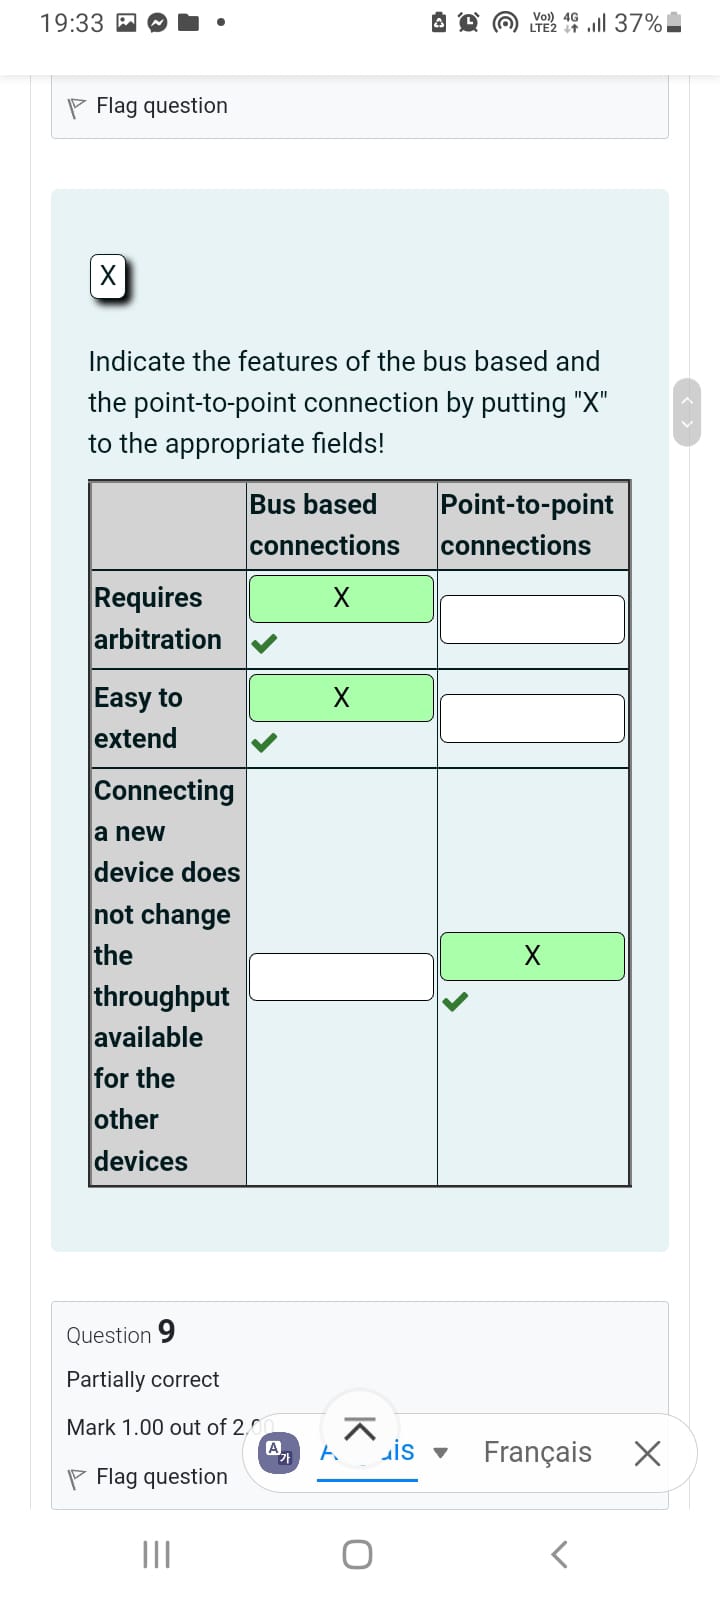 19:33
Vo)) 4G 37%
LTE2
Flag question
X
Indicate the features of the bus based and
the point-to-point connection by putting "X"
to the appropriate fields!
Bus based Point-to-point
connections connections
Requires X
arbitration
Easy to X
extend
Connecting
a new
device does
not change
the X
throughput
available
for the
other
devices
Question 9
Partially correct
Mark 1.00 out of 2.00
Français
Flag question